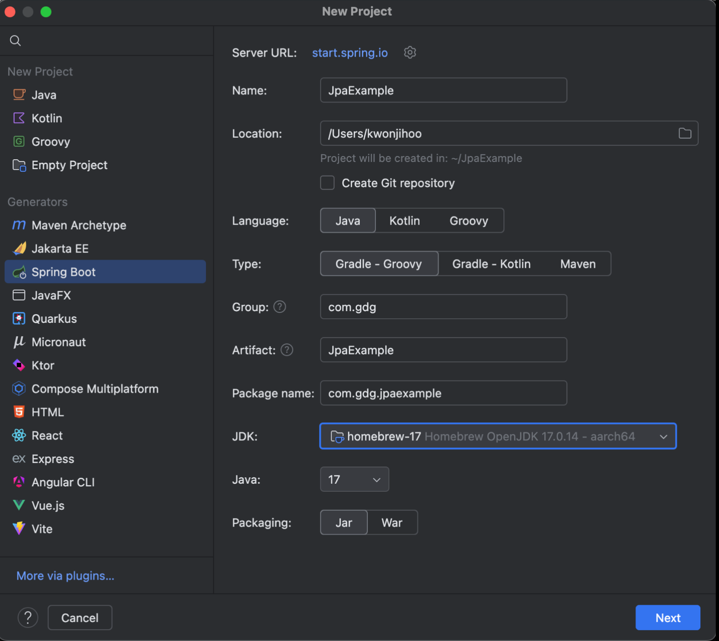 New Project
New Project
Java
Kotlin
Groovy
Empty Project
Generators
Maven Archetype
Jakarta EE
Spring Boot
JavaFX
Quarkus
Micronaut
Ktor
Compose Multiplatform
HTML
React
ex Express
Angular CLI
Vue.js
Vite
More via plugins...
Server URL: start.spring.io
Name: JpaExample
Location: /Users/kwonjihoo
Project will be created in: ~/JpaExample
Create Git repository
Language: Java Kotlin Groovy
Type: Gradle - Groovy Gradle - Kotlin Maven
Group: ? com.gdg
Artifact: ? JpaExample
Package name: com.gdg.jpaexample
JDK: homebrew-17 Homebrew OpenJDK 17.0.14 - aarch64
Java: 17
Packaging: Jar War
? Cancel Next